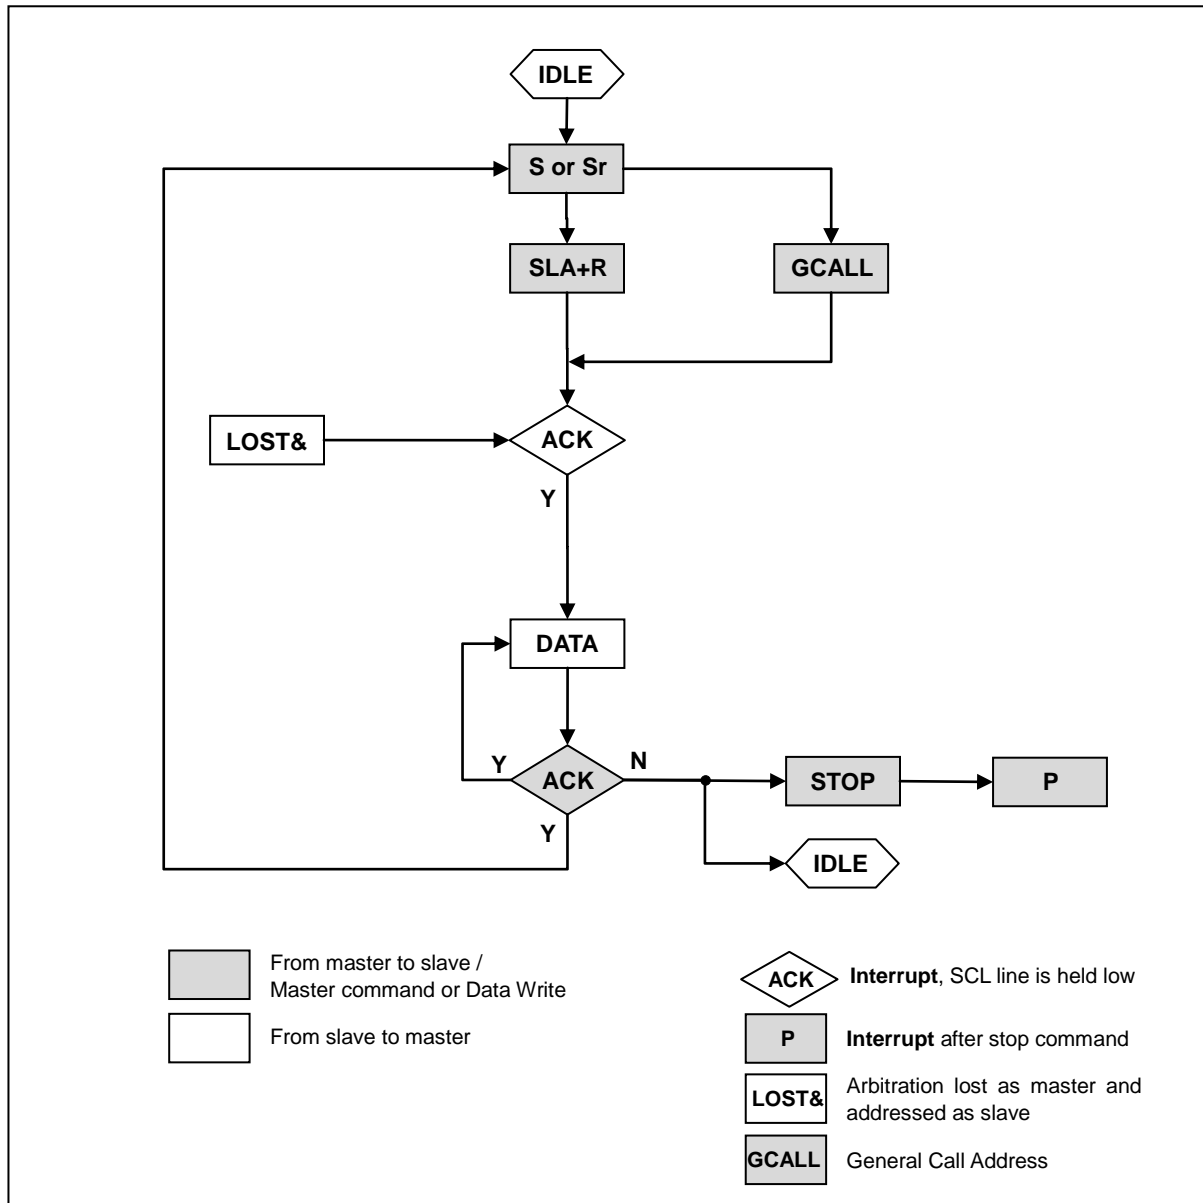 IDLE
S or Sr
SLA+R
GCALL
LOST&
ACK
Y
DATA
Y
ACK
N
STOP
P
Y
IDLE
From master to slave /
Master command or Data Write
From slave to master
ACK
Interrupt, SCL line is held low
P
Interrupt after stop command
LOST&
Arbitration lost as master and
addressed as slave
GCALL
General Call Address